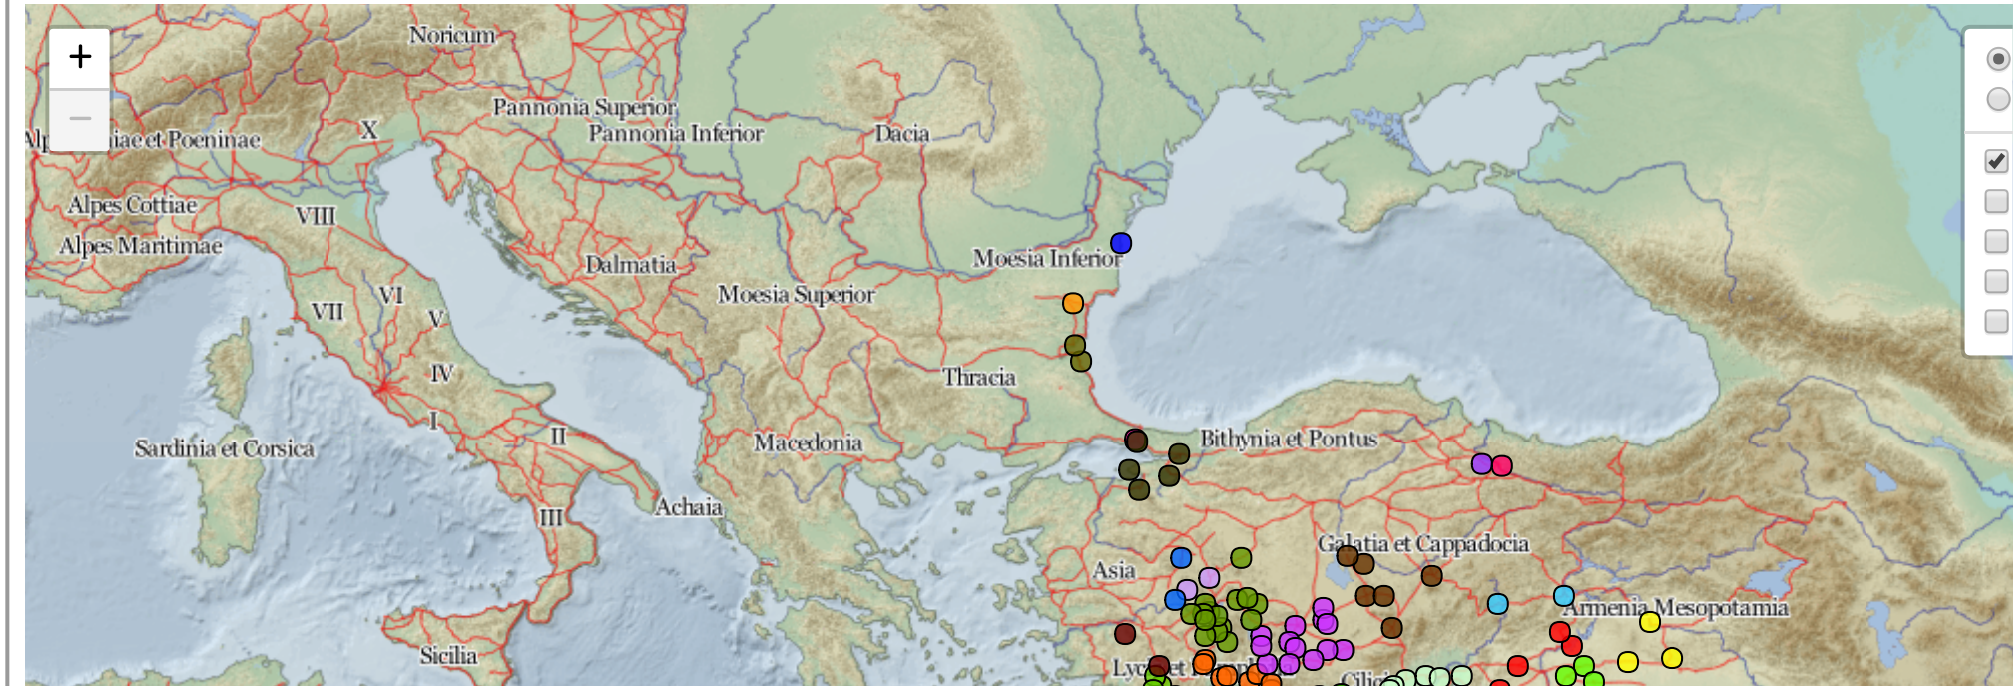 +
−
Noricum
Pannonia Superior
Pannonia Inferior
Dacia
X
iae et Poeninae
Alpes Cottiae
VIII
Alpes Maritimae
Moesia Inferior
Dalmatia
Moesia Superior
VI
VII
V
Thracia
IV
I
II
Sardinia et Corsica
Macedonia
Bithynia et Pontus
Achaia
III
Galatia et Cappadocia
Asia
Armenia Mesopotamia
Sicilia